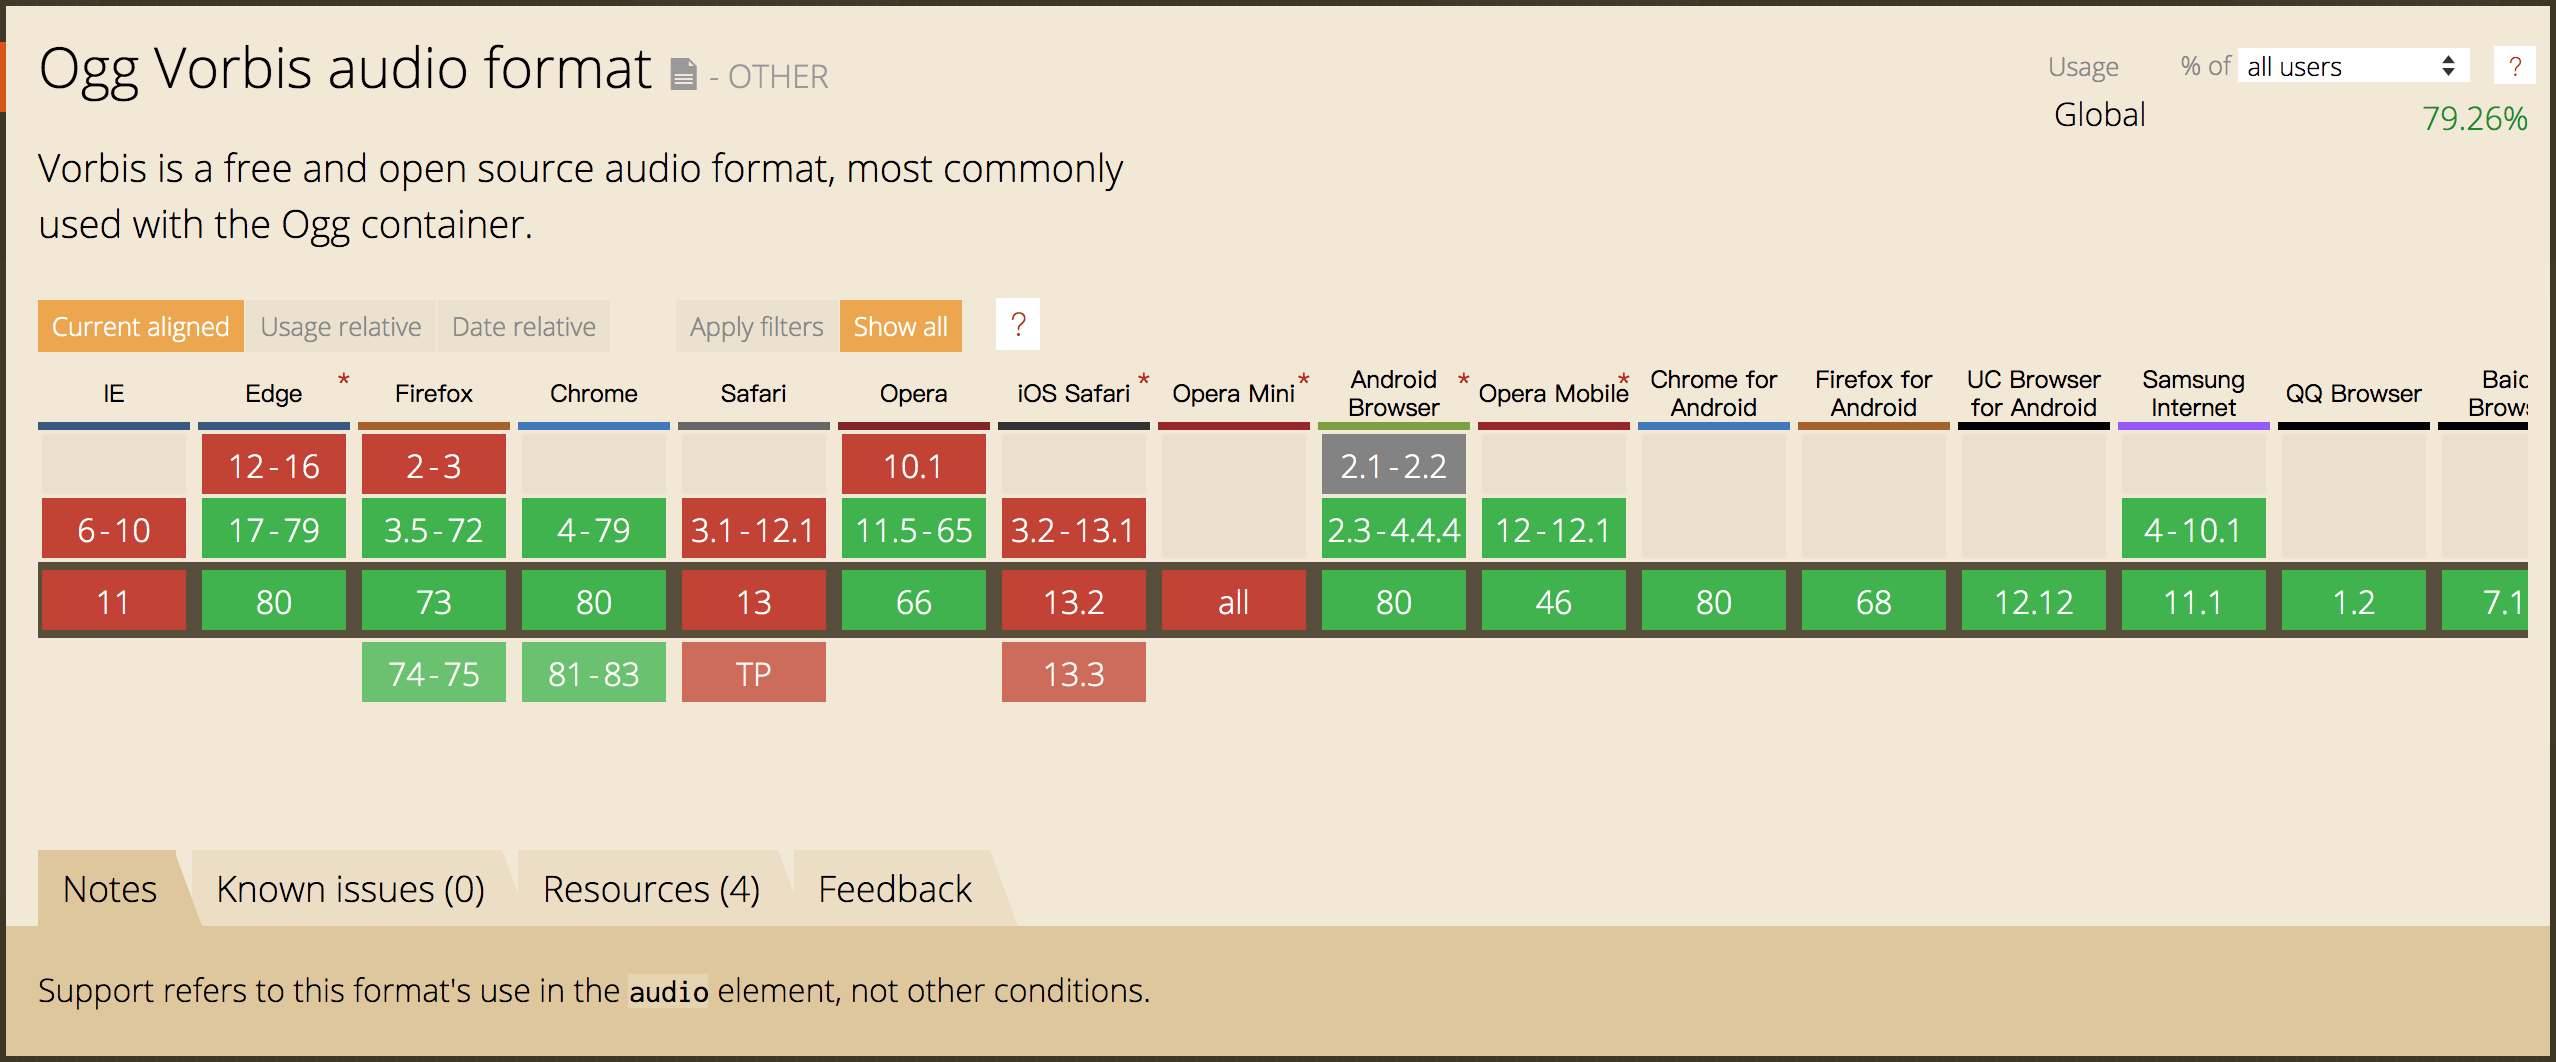 Ogg Vorbis audio format - OTHER
Usage % of all users ?
Global 79.26%
Vorbis is a free and open source audio format, most commonly
used with the Ogg container.
Current aligned Usage relative Date relative Apply filters Show all ?
IE Edge * Firefox Chrome Safari Opera iOS Safari * Opera Mini * Android Browser * Opera Mobile * Chrome for Android Firefox for Android UC Browser for Android Samsung Internet QQ Browser Baid Brows
12-16 2-3 10.1 2.1-2.2
6-10 17-79 3.5-72 4-79 3.1-12.1 11.5-65 3.2-13.1 2.3-4.4.4 12-12.1 4-10.1
11 80 73 80 13 66 13.2 all 80 46 80 68 12.12 11.1 1.2 7.1
74-75 81-83 TP 13.3
Notes Known issues (0) Resources (4) Feedback
Support refers to this format's use in the audio element, not other conditions.